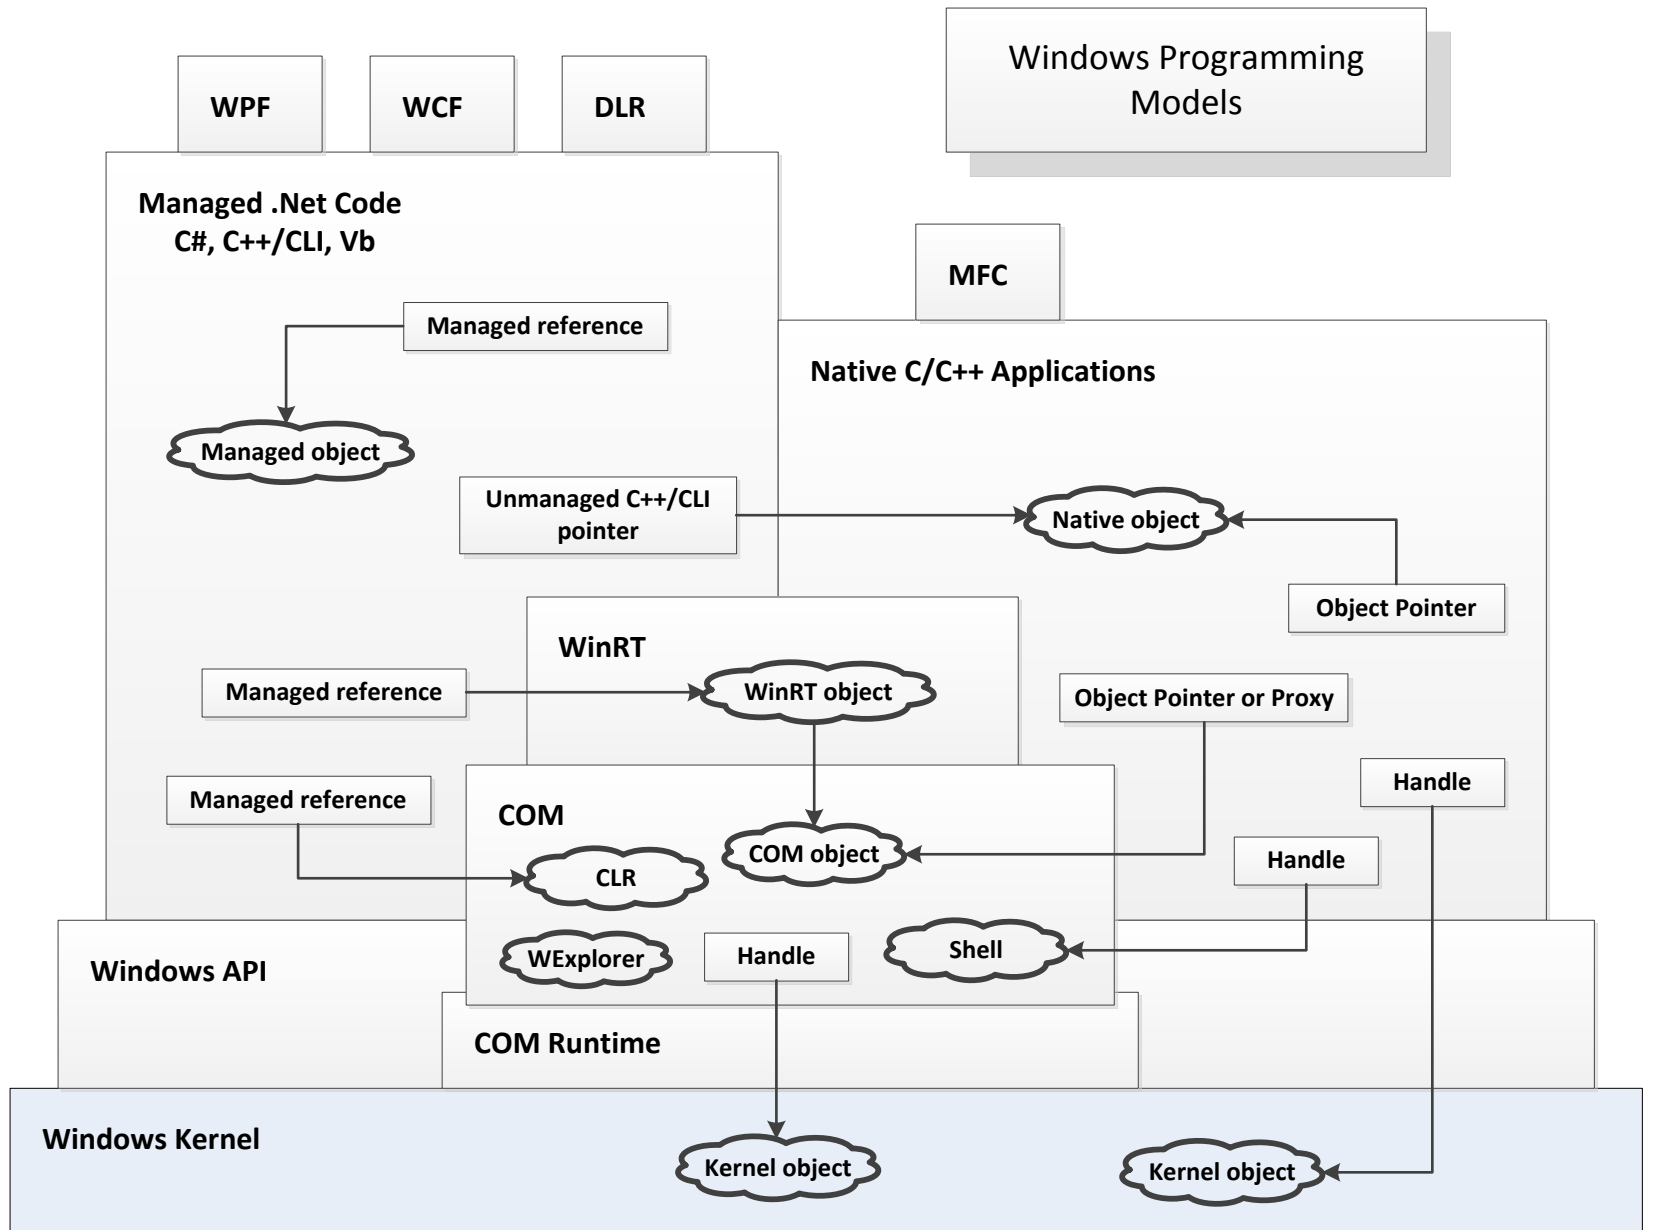 Windows Programming
Models
WPF
WCF
DLR
Managed .Net Code
C#, C++/CLI, Vb
MFC
Managed reference
Native C/C++ Applications
Managed object
Unmanaged C++/CLI
pointer
Native object
Object Pointer
WinRT
Managed reference
WinRT object
Object Pointer or Proxy
Handle
Managed reference
COM
COM object
Handle
CLR
Shell
WExplorer
Handle
Windows API
COM Runtime
Windows Kernel
Kernel object
Kernel object